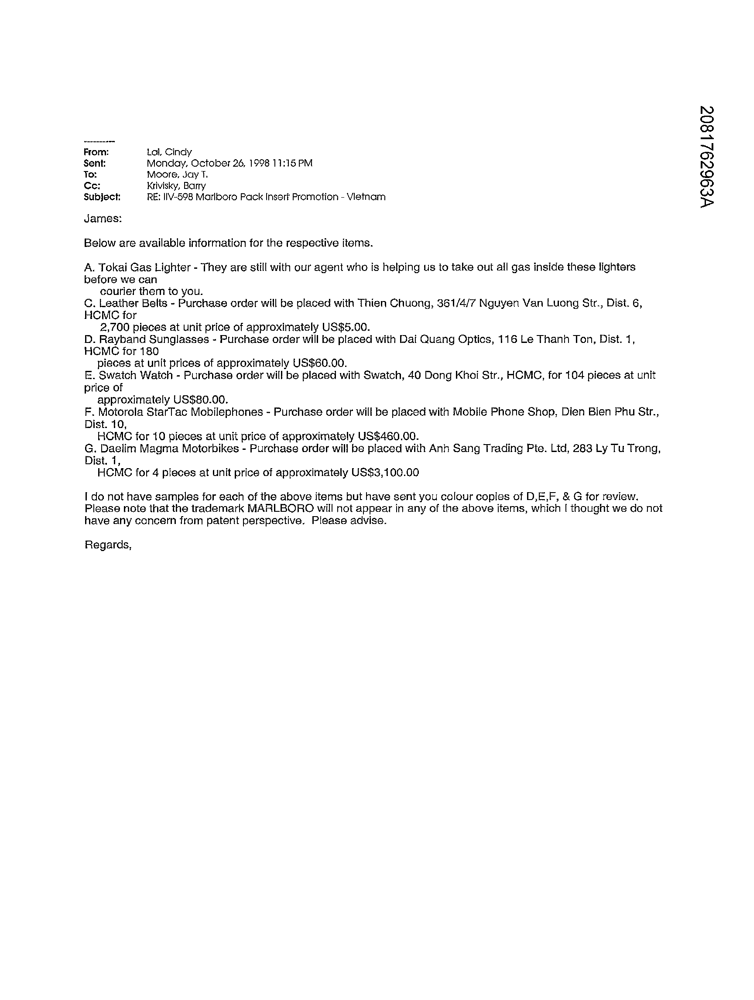 2081762963A
----------
From: Lai, Cindy
Sent: Monday, October 26, 1998 11:15 PM
To: Moore, Jay T.
Cc: Krivisky, Barry
Subject: RE: IIV-598 Marlboro Pack Insert Promotion - Vietnam
James:
Below are available information for the respective items.
A. Tokai Gas Lighter - They are still with our agent who is helping us to take out all gas inside these lighters
before we can
courier them to you.
C. Leather Belts - Purchase order will be placed with Thien Chuong, 361/4/7 Nguyen Van Luong Str., Dist. 6,
HCMC for
2,700 pieces at unit price of approximately US$5.00.
D. Rayband Sunglasses - Purchase order will be placed with Dai Quang Optics, 116 Le Thanh Ton, Dist. 1,
HCMC for 180
pieces at unit prices of approximately US$60.00.
E. Swatch Watch - Purchase order will be placed with Swatch, 40 Dong Khoi Str., HCMC, for 104 pieces at unit
price of
approximately US$80.00.
F. Motorola StarTac Mobilephones - Purchase order will be placed with Mobile Phone Shop, Dien Bien Phu Str.,
Dist. 10,
HCMC for 10 pieces at unit price of approximately US$460.00.
G. Daelim Magma Motorbikes - Purchase order will be placed with Anh Sang Trading Pte. Ltd, 283 Ly Tu Trong,
Dist. 1,
HCMC for 4 pieces at unit price of approximately US$3,100.00
I do not have samples for each of the above items but have sent you colour copies of D,E,F, & G for review.
Please note that the trademark MARLBORO will not appear in any of the above items, which I thought we do not
have any concern from patent perspective. Please advise.
Regards,